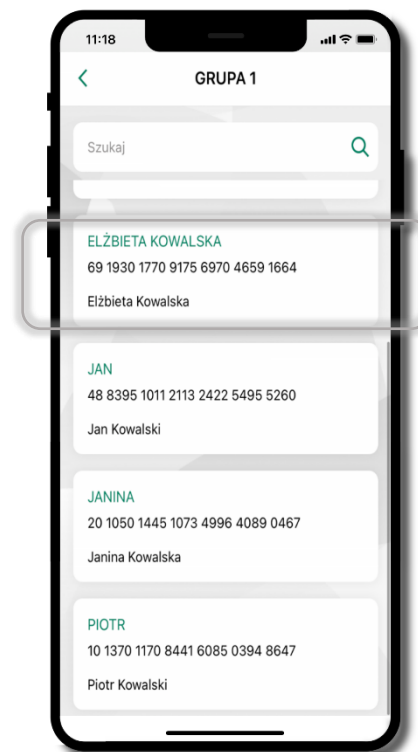 11:18
GRUPA 1
Szukaj
ELŻBIETA KOWALSKA
69 1930 1770 9175 6970 4659 1664
Elżbieta Kowalska
JAN
48 8395 1011 2113 2422 5495 5260
Jan Kowalski
JANINA
20 1050 1445 1073 4996 4089 0467
Janina Kowalska
PIOTR
10 1370 1170 8441 6085 0394 8647
Piotr Kowalski